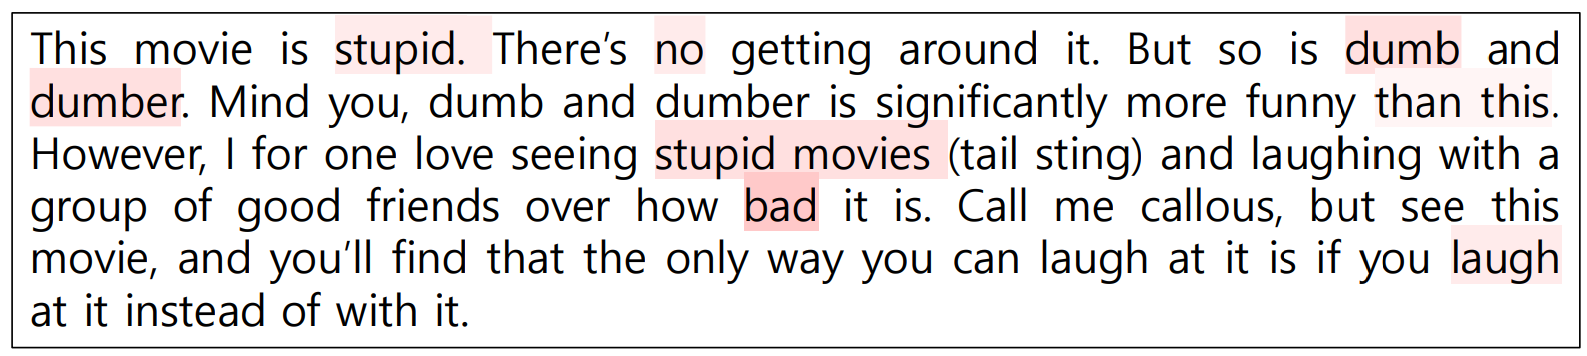 This movie is stupid. There’s no getting around it. But so is dumb and
dumber. Mind you, dumb and dumber is significantly more funny than this.
However, I for one love seeing stupid movies (tail sting) and laughing with a
group of good friends over how bad it is. Call me callous, but see this
movie, and you’ll find that the only way you can laugh at it is if you laugh
at it instead of with it.